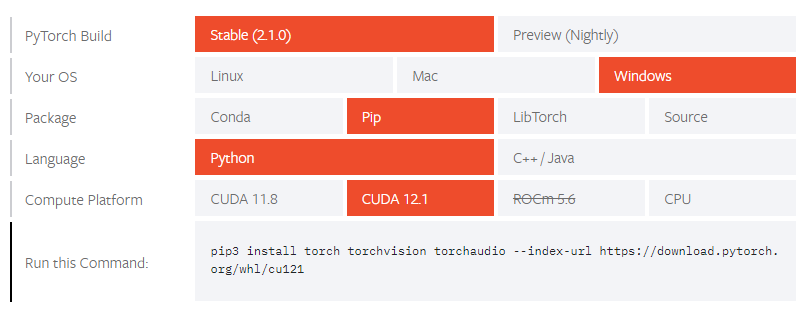 PyTorch Build Stable (2.1.0) Preview (Nightly)
Your OS Linux Mac Windows
Package Conda Pip LibTorch Source
Language Python C++ / Java
Compute Platform CUDA 11.8 CUDA 12.1 ROCm 5.6 CPU
Run this Command: pip3 install torch torchvision torchaudio --index-url https://download.pytorch.
org/whl/cu121